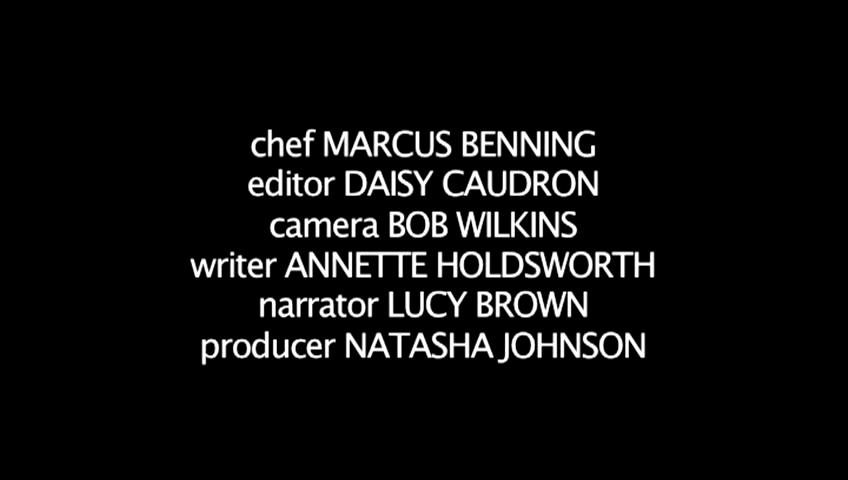 chef MARCUS BENNING
editor DAISY CAUDRON
camera BOB WILKINS
writer ANNETTE HOLDSWORTH
narrator LUCY BROWN
producer NATASHA JOHNSON